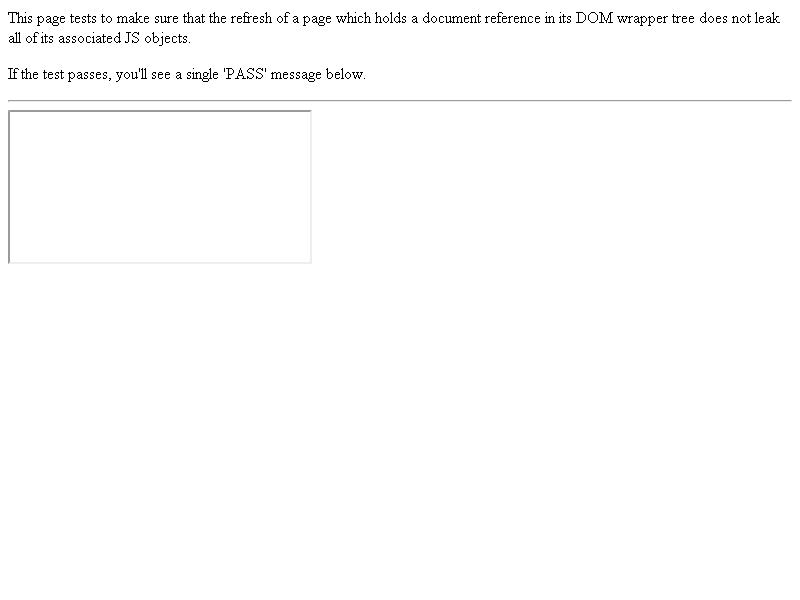 This page tests to make sure that the refresh of a page which holds a document reference in its DOM wrapper tree does not leak
all of its associated JS objects.
If the test passes, you'll see a single 'PASS' message below.